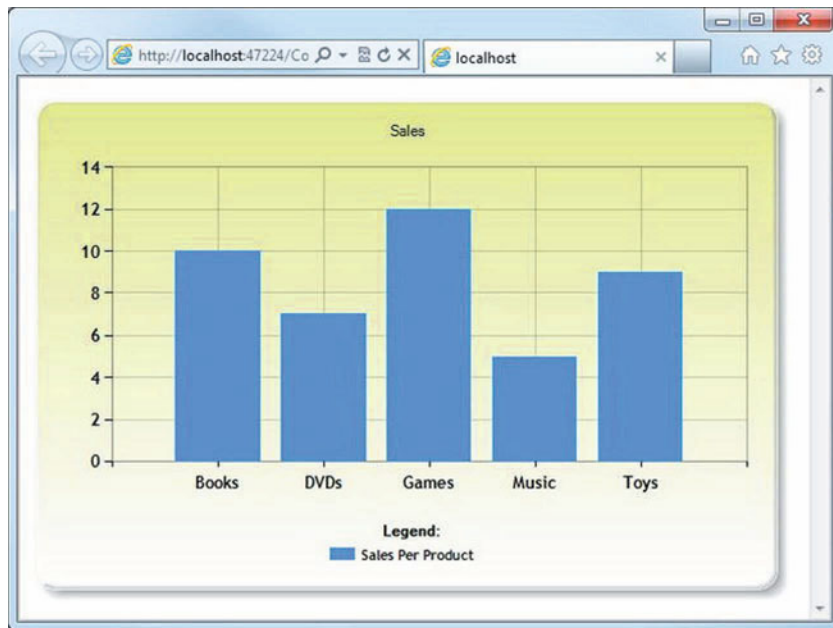 http://localhost:47224/Co
localhost
Sales
14
12
10
8
6
4
2
0
Books DVDs Games Music Toys
Legend:
Sales Per Product